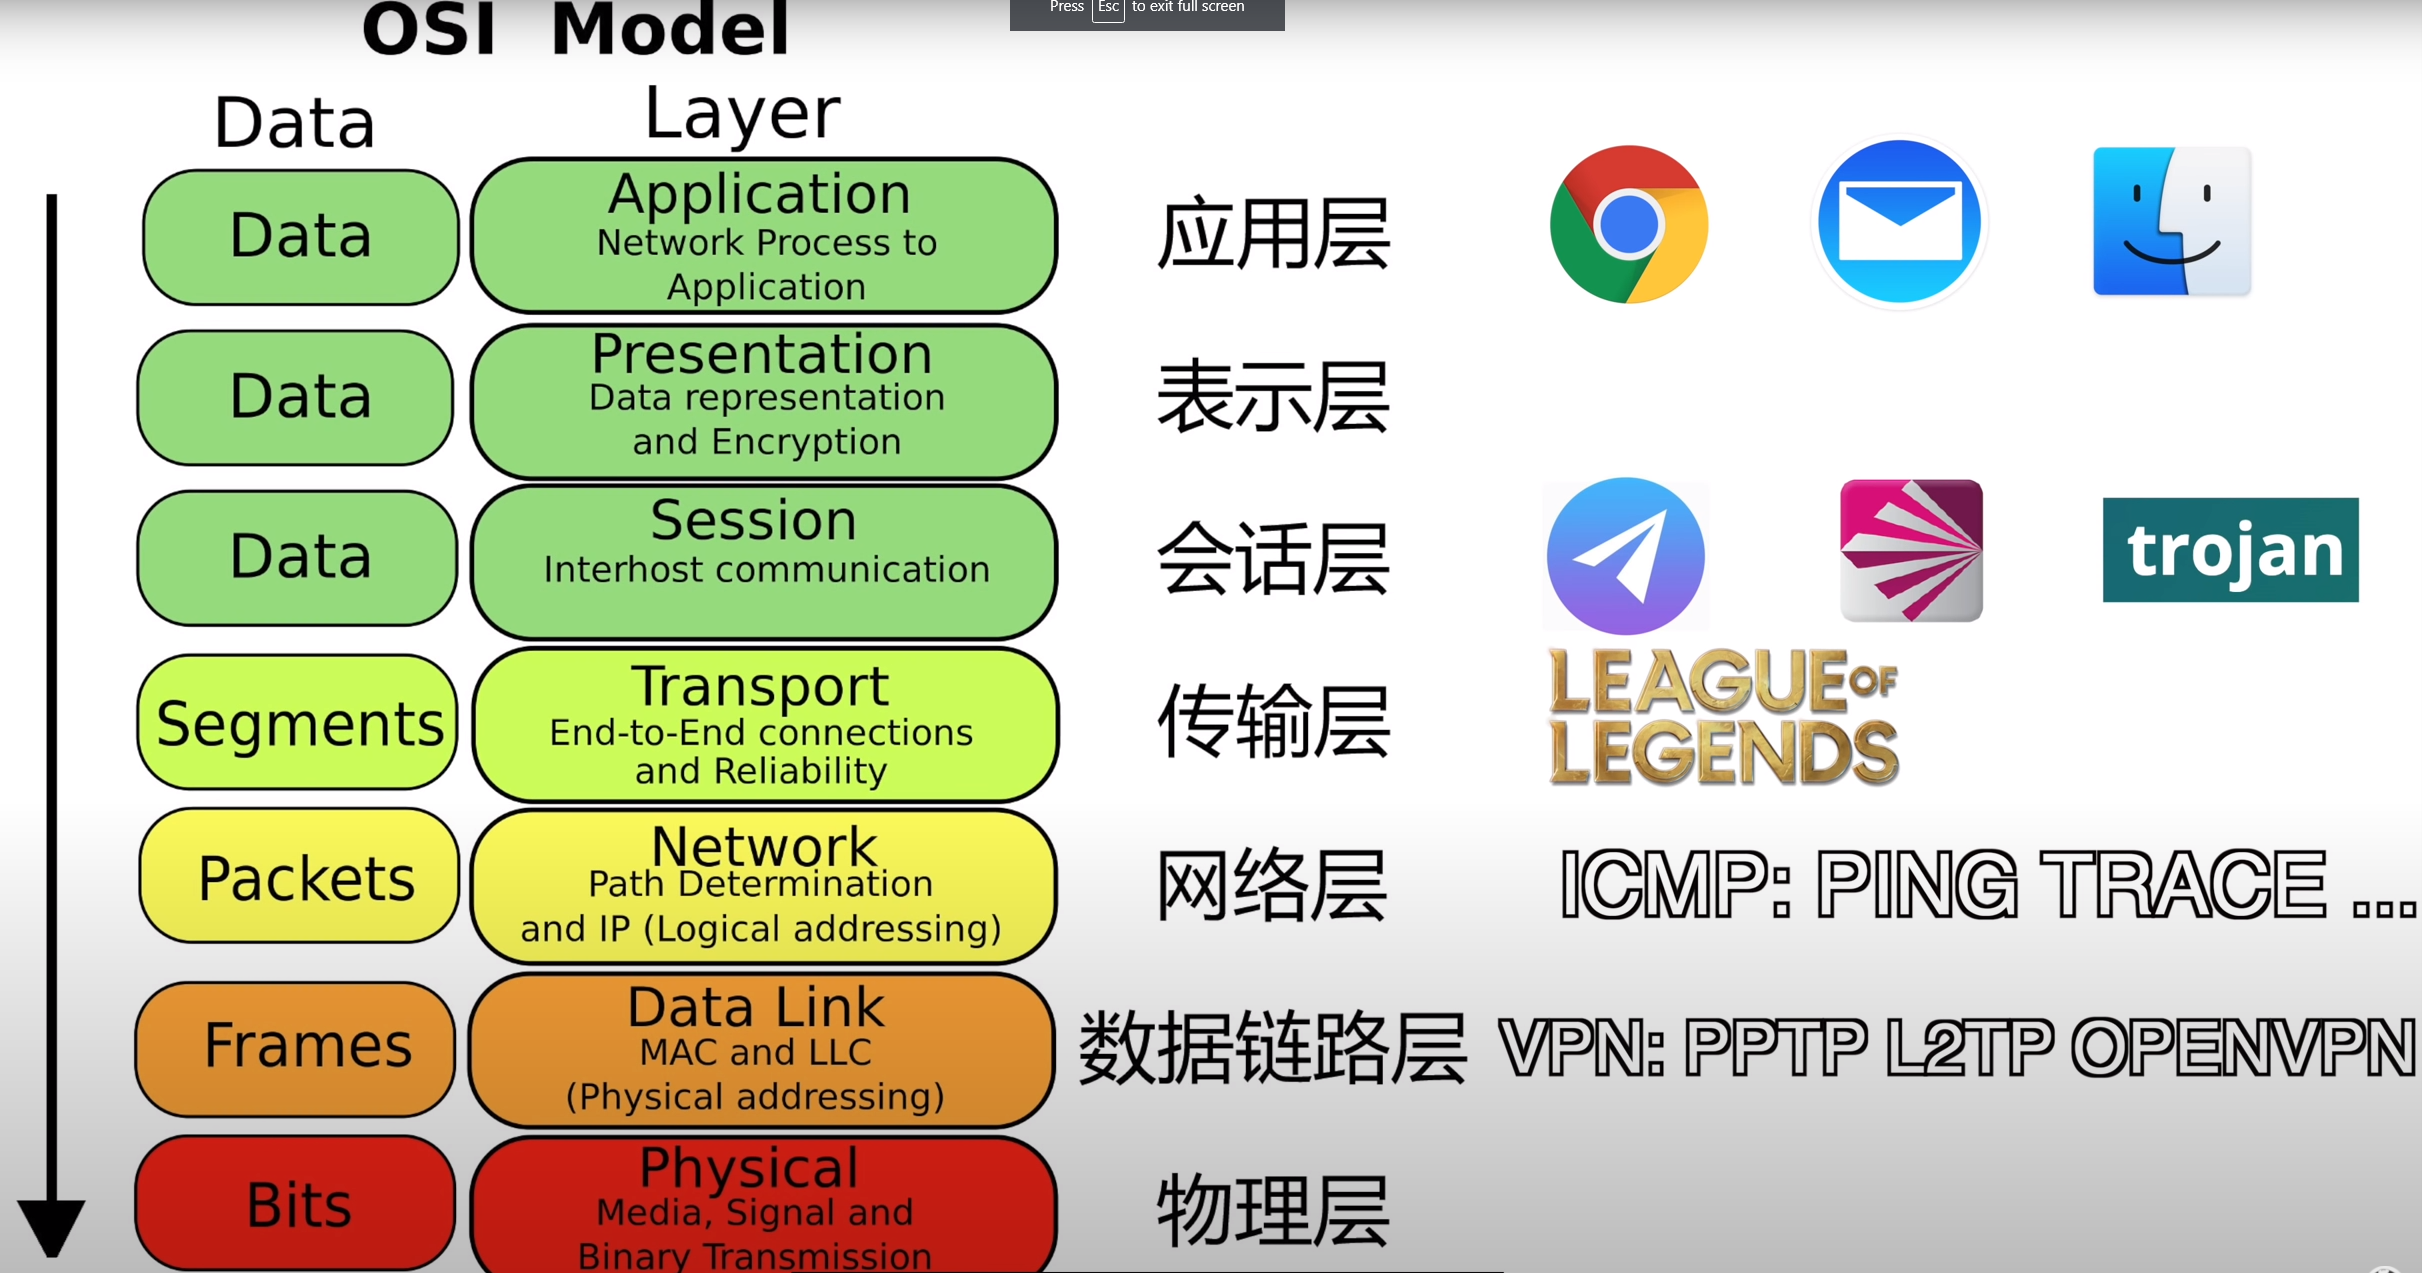 OSI Model
Press Esc to exit full screen
Data
Layer
Data
Application
Network Process to
Application
应用层
Data
Presentation
Data representation
and Encryption
表示层
Data
Session
Interhost communication
会话层
trojan
Segments
Transport
End-to-End connections
and Reliability
传输层
LEAGUE OF
LEGENDS
Packets
Network
Path Determination
and IP (Logical addressing)
网络层
ICMP: PING TRACE ...
Frames
Data Link
MAC and LLC
(Physical addressing)
数据链路层
VPN: PPTP L2TP OPENVPN
Bits
Physical
Media, Signal and
Binary Transmission
物理层